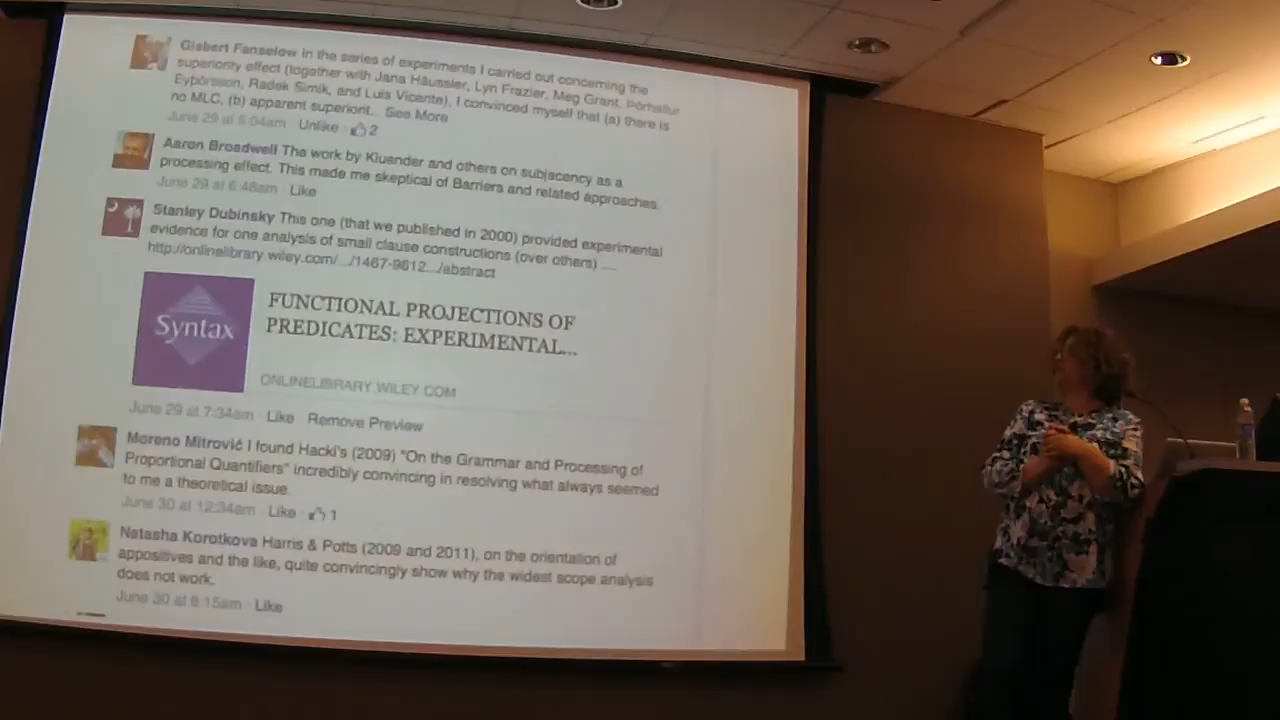 Gisbert Fanselow in the series of experiments I carried out concerning the
superiority effect (together with Jana Häussler, Lyn Frazier, Meg Grant, Þorhallur
Eyþórsson, Radek Simik, and Luis Vicente), I convinced myself that (a) there is
no MLC, (b) apparent superiorit... See More
June 29 at 5:04am · Unlike · 2
Aaron Broadwell The work by Kluender and others on subjacency as a
processing effect. This made me skeptical of Barriers and related approaches.
June 29 at 6:48am · Like
Stanley Dubinsky This one (that we published in 2000) provided experimental
evidence for one analysis of small clause constructions (over others) ....
http://onlinelibrary.wiley.com/.../1467-9612.../abstract
Syntax
FUNCTIONAL PROJECTIONS OF
PREDICATES: EXPERIMENTAL...
ONLINELIBRARY.WILEY.COM
June 29 at 7:34am · Like · Remove Preview
Moreno Mitrović I found Hackl's (2009) "On the Grammar and Processing of
Proportional Quantifiers" incredibly convincing in resolving what always seemed
to me a theoretical issue.
June 30 at 12:34am · Like · 1
Natasha Korotkova Harris & Potts (2009 and 2011), on the orientation of
appositives and the like, quite convincingly show why the widest scope analysis
does not work.
June 30 at 8:15am · Like